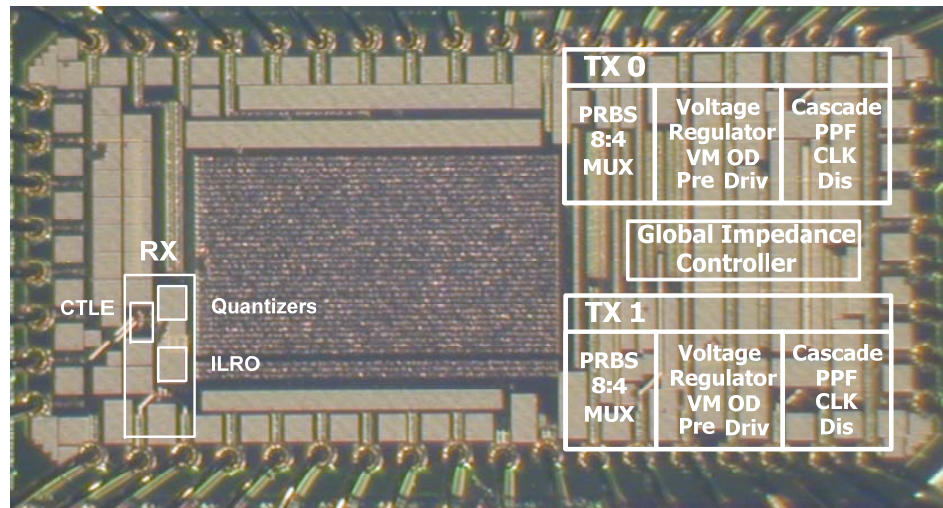 TX 0
PRBS
8:4
MUX
Voltage
Regulator
VM OD
Pre Driv
Cascade
PPF
CLK
Dis
Global Impedance
Controller
RX
CTLE
Quantizers
ILRO
TX 1
PRBS
8:4
MUX
Voltage
Regulator
VM OD
Pre Driv
Cascade
PPF
CLK
Dis